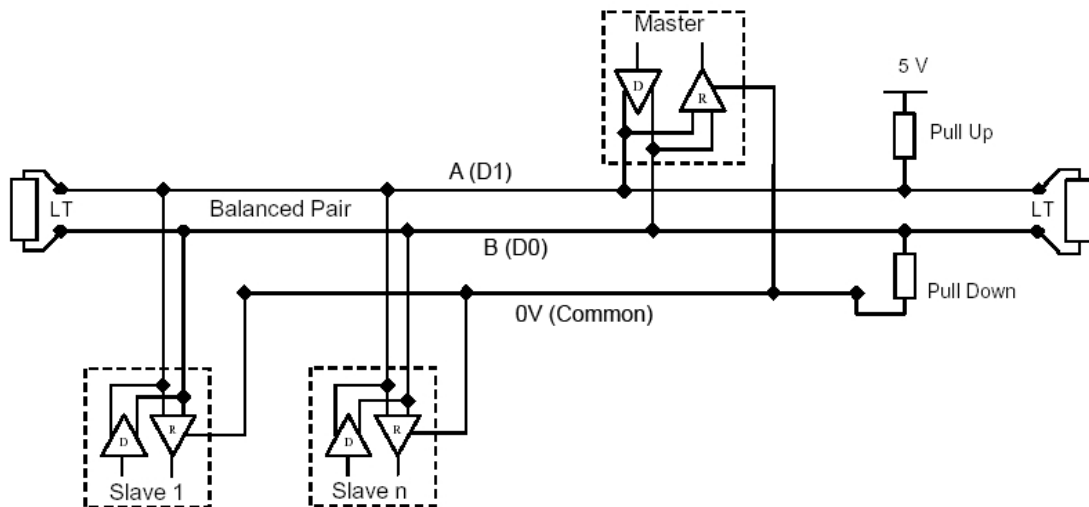 Master
D
R
5 V
Pull Up
A (D1)
LT
Balanced Pair
LT
B (D0)
Pull Down
0V (Common)
D
R
Slave 1
D
R
Slave n